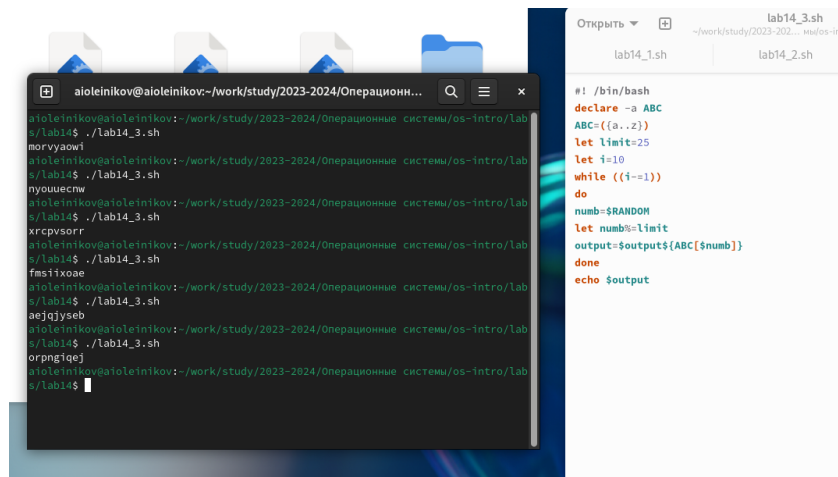 aioleinikov@aioleinikov:~/work/study/2023-2024/Операционн...
aioleinikov@aioleinikov:~/work/study/2023-2024/Операционные системы/os-intro/lab
s/lab14$ ./lab14_3.sh
morvyaowi
aioleinikov@aioleinikov:~/work/study/2023-2024/Операционные системы/os-intro/lab
s/lab14$ ./lab14_3.sh
nyouuecnw
aioleinikov@aioleinikov:~/work/study/2023-2024/Операционные системы/os-intro/lab
s/lab14$ ./lab14_3.sh
xrcpvsorr
aioleinikov@aioleinikov:~/work/study/2023-2024/Операционные системы/os-intro/lab
s/lab14$ ./lab14_3.sh
fmsiixoae
aioleinikov@aioleinikov:~/work/study/2023-2024/Операционные системы/os-intro/lab
s/lab14$ ./lab14_3.sh
aejqjyseb
aioleinikov@aioleinikov:~/work/study/2023-2024/Операционные системы/os-intro/lab
s/lab14$ ./lab14_3.sh
orpngiqej
aioleinikov@aioleinikov:~/work/study/2023-2024/Операционные системы/os-intro/lab
s/lab14$
Открыть
lab14_3.sh
~/work/study/2023-202... мы/os-in
lab14_1.sh
lab14_2.sh
#! /bin/bash
declare -a ABC
ABC=({a..z})
let limit=25
let i=10
while ((i-=1))
do
numb=$RANDOM
let numb%=limit
output=$output${ABC[$numb]}
done
echo $output